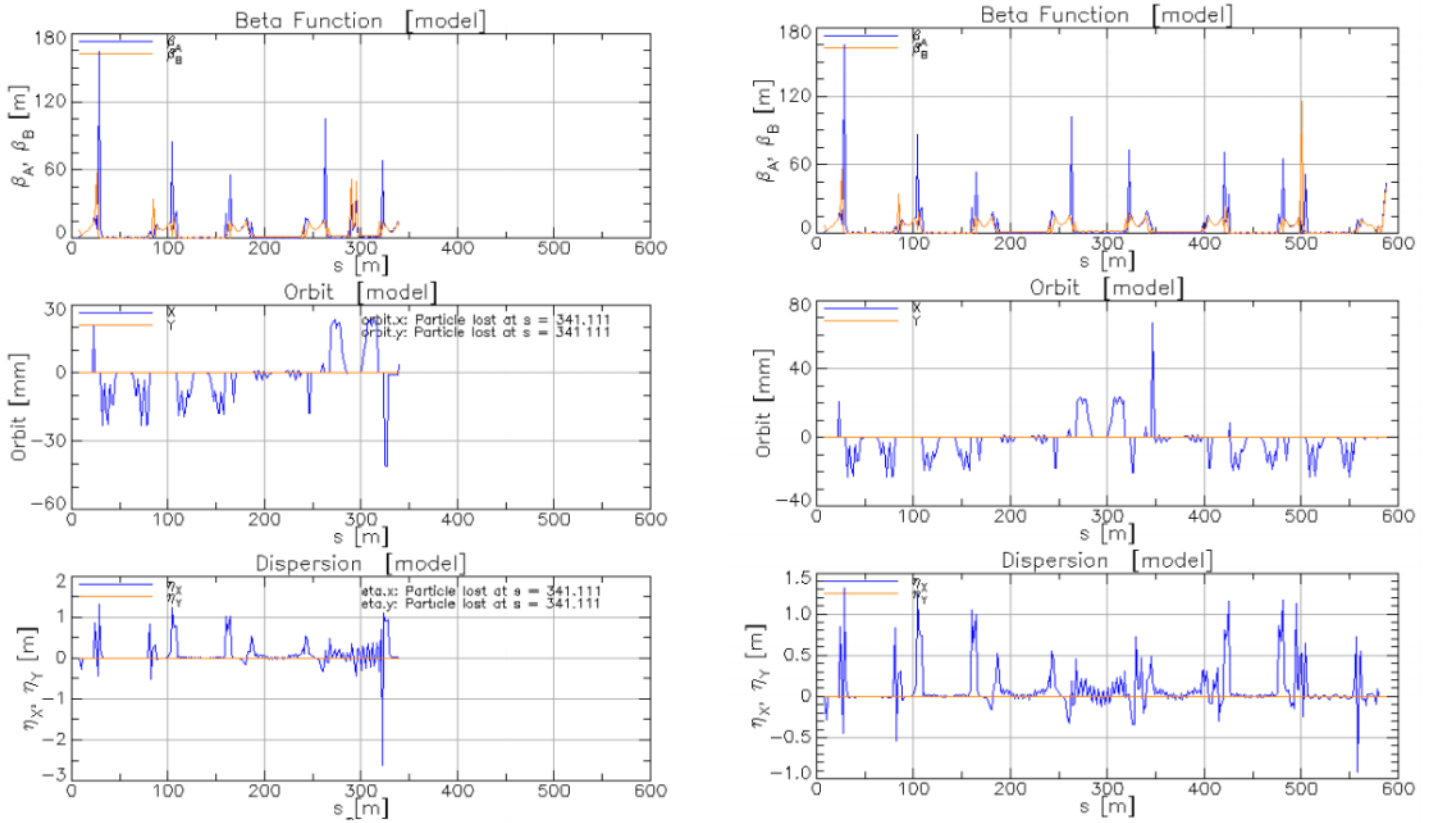 Beta Function [model]
180
120
60
0
β_A, β_B [m]
β_A
β_B
0 100 200 300 400 500 600
s [m]
Orbit [model]
30
0
−30
−60
Orbit [mm]
X
Y
orbit.x: Particle lost at s = 341.111
orbit.y: Particle lost at s = 341 111
0 100 200 300 400 500 600
s [m]
Dispersion [model]
2
1
0
−1
−2
−3
η_X, η_Y [m]
η_X
η_Y
eta.x: Particle lost at s = 341.111
eta.y: Particle lost at s = 341.111
0 100 200 300 400 500 600
s [m]
Beta Function [model]
180
120
60
0
β_A, β_B [m]
β_A
β_B
0 100 200 300 400 500 600
s [m]
Orbit [model]
80
40
0
−40
Orbit [mm]
X
Y
0 100 200 300 400 500 600
s [m]
Dispersion [model]
1.5
1.0
0.5
0
−0.5
−1.0
η_X, η_Y [m]
η_X
η_Y
0 100 200 300 400 500 600
s [m]